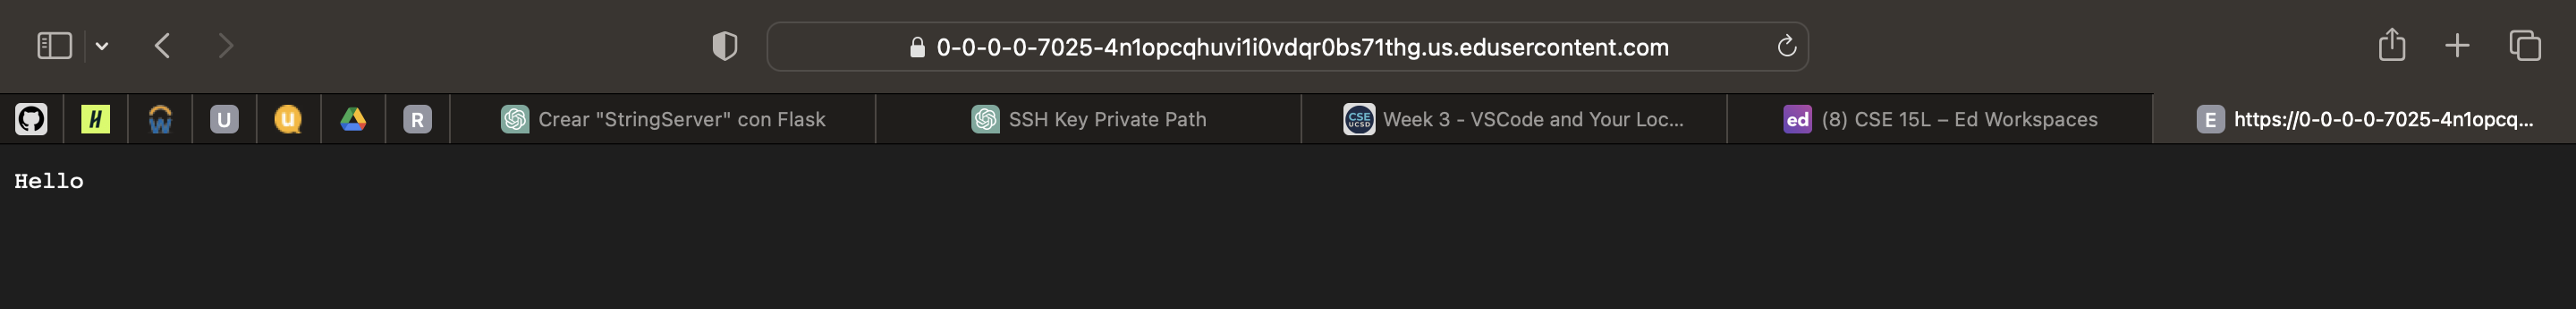 0-0-0-0-7025-4n1opcqhuvi1i0vdqr0bs71thg.us.edusercontent.com
H
W
U
u
R
Crear "StringServer" con Flask
SSH Key Private Path
CSE
UCSD
Week 3 - VSCode and Your Loc...
ed
(8) CSE 15L – Ed Workspaces
E
https://0-0-0-0-7025-4n1opcq...
Hello